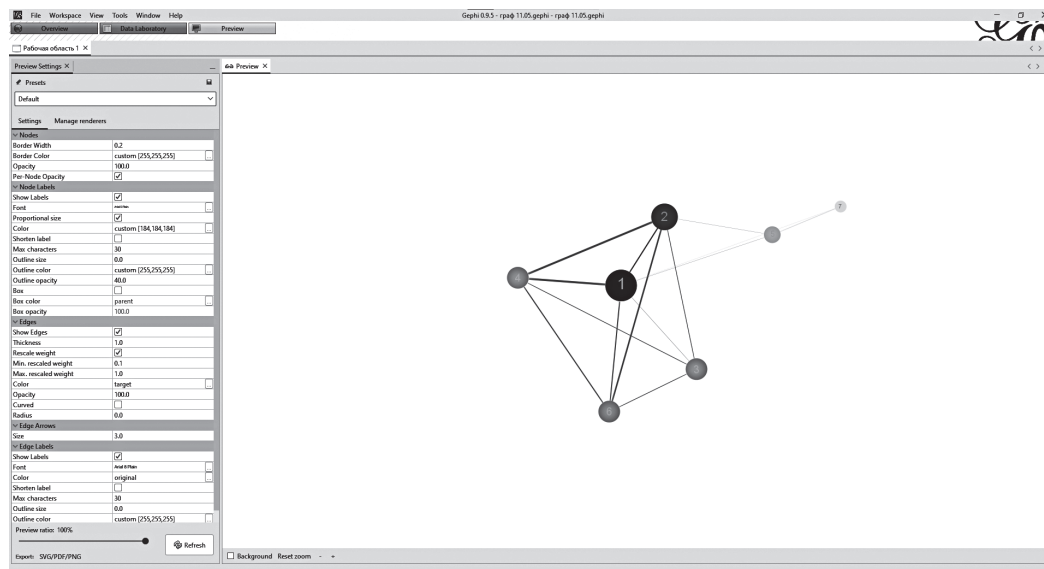 File Workspace View Tools Window Help
Gephi 0.9.5 - граф 11.05.gephi - граф 11.05.gephi
Overview Data Laboratory Preview
Рабочая область 1
Preview Settings
Preview
Presets
Default
Settings Manage renderers
Nodes
Border Width 0.2
Border Color custom [255,255,255]
Opacity 100.0
Per-Node Opacity
Node Labels
Show Labels
Font
Proportional size
Color custom [184,184,184]
Shorten label
Max characters 30
Outline size 0.0
Outline color custom [255,255,255]
Outline opacity 40.0
Box
Box color parent
Box opacity 100.0
Edges
Show Edges
Thickness 1.0
Rescale weight
Min. rescaled weight 0.1
Max. rescaled weight 1.0
Color target
Opacity 100.0
Curved
Radius 0.0
Edge Arrows
Size 3.0
Edge Labels
Show Labels
Font Arial 8 Plain
Color original
Shorten label
Max characters 30
Outline size 0.0
Outline color custom [255,255,255]
Preview ratio: 100%
Refresh
Export: SVG/PDF/PNG
7
2
4
1
3
6
Background Reset zoom - +